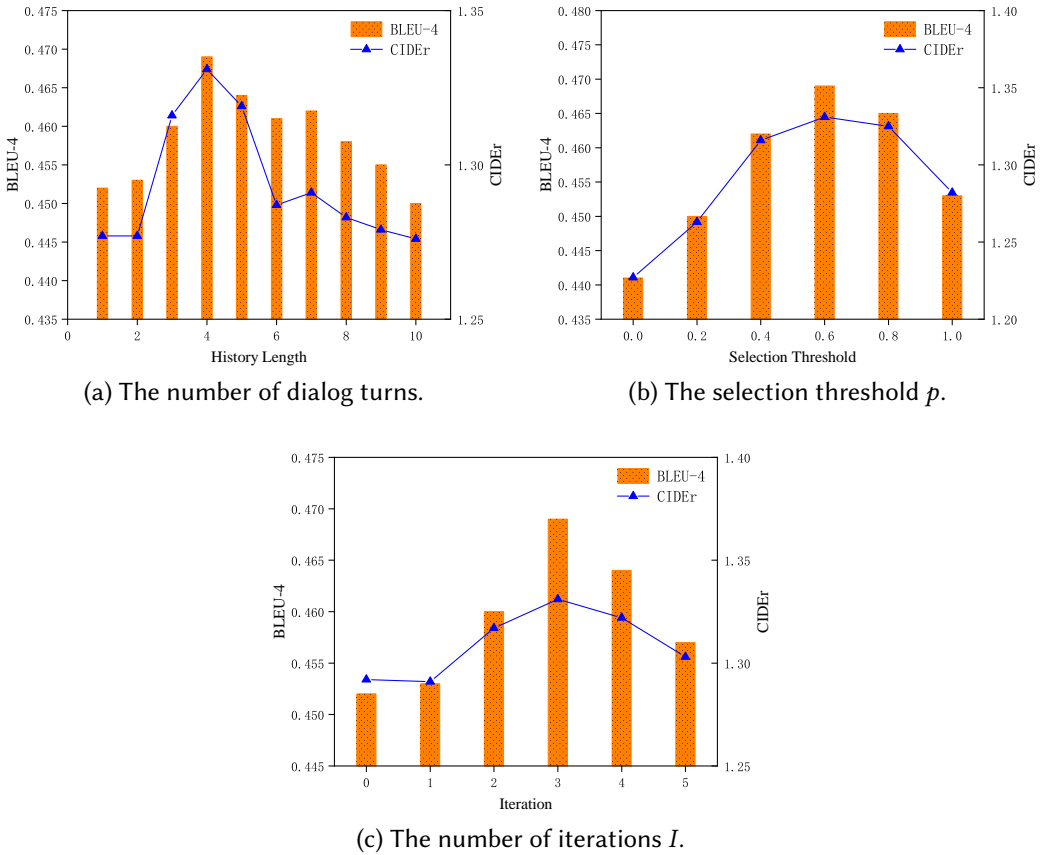 0.475
0.470
0.465
0.460
0.455
0.450
0.445
0.440
0.435
BLEU-4
0 2 4 6 8 10
History Length
1.35
1.30
1.25
CIDEr
BLEU-4
CIDEr
(a) The number of dialog turns.
0.480
0.475
0.470
0.465
0.460
0.455
0.450
0.445
0.440
0.435
BLEU-4
0.0 0.2 0.4 0.6 0.8 1.0
Selection Threshold
1.40
1.35
1.30
1.25
1.20
CIDEr
BLEU-4
CIDEr
(b) The selection threshold p.
0.475
0.470
0.465
0.460
0.455
0.450
0.445
BLEU-4
0 1 2 3 4 5
Iteration
1.40
1.35
1.30
1.25
CIDEr
BLEU-4
CIDEr
(c) The number of iterations I.